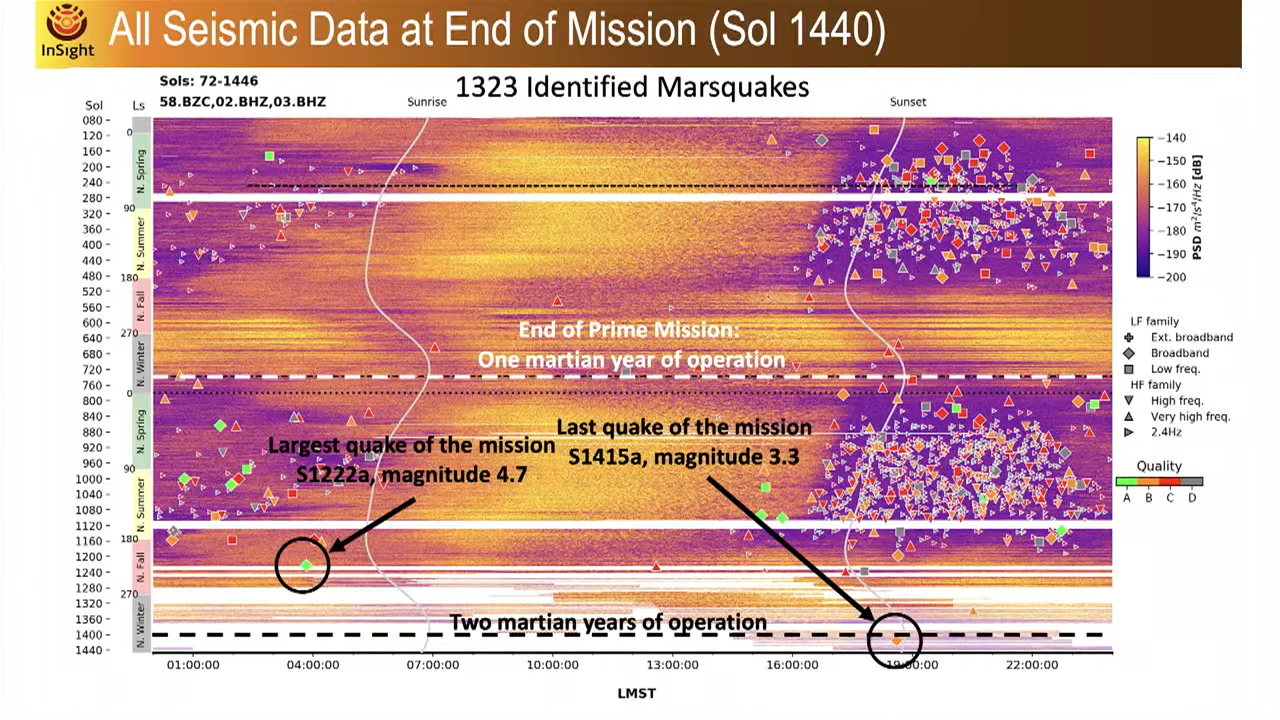 InSight
All Seismic Data at End of Mission (Sol 1440)
Sols: 72-1446
58.BZC,02.BHZ,03.BHZ
1323 Identified Marsquakes
Sol
Ls
Sunrise
Sunset
080
120
160
200
240
280
320
360
400
440
480
520
560
600
640
680
720
760
800
840
880
920
960
1000
1040
1080
1120
1160
1200
1240
1280
1320
1360
1400
1440
0
90
180
270
0
90
180
270
N. Spring
N. Summer
N. Fall
N. Winter
N. Spring
N. Summer
N. Fall
N. Winter
End of Prime Mission:
One martian year of operation
Largest quake of the mission
S1222a, magnitude 4.7
Last quake of the mission
S1415a, magnitude 3.3
Two martian years of operation
01:00:00
04:00:00
07:00:00
10:00:00
13:00:00
16:00:00
19:00:00
22:00:00
LMST
−140
−150
−160
−170
−180
−190
−200
PSD m²/s⁴/Hz [dB]
LF family
Ext. broadband
Broadband
Low freq.
HF family
High freq.
Very high freq.
2.4Hz
Quality
A B C D